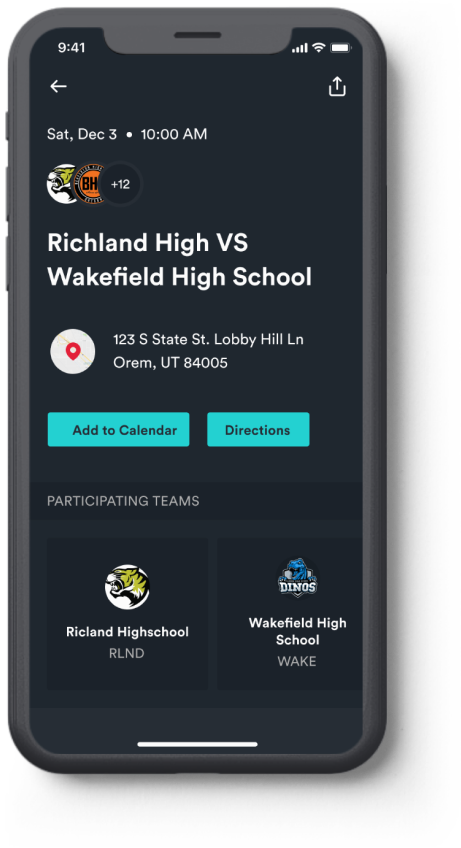 9:41
Sat, Dec 3 • 10:00 AM
BH
+12
Richland High VS
Wakefield High School
123 S State St. Lobby Hill Ln
Orem, UT 84005
Add to Calendar
Directions
PARTICIPATING TEAMS
DINOS
Ricland Highschool
RLND
Wakefield High
School
WAKE